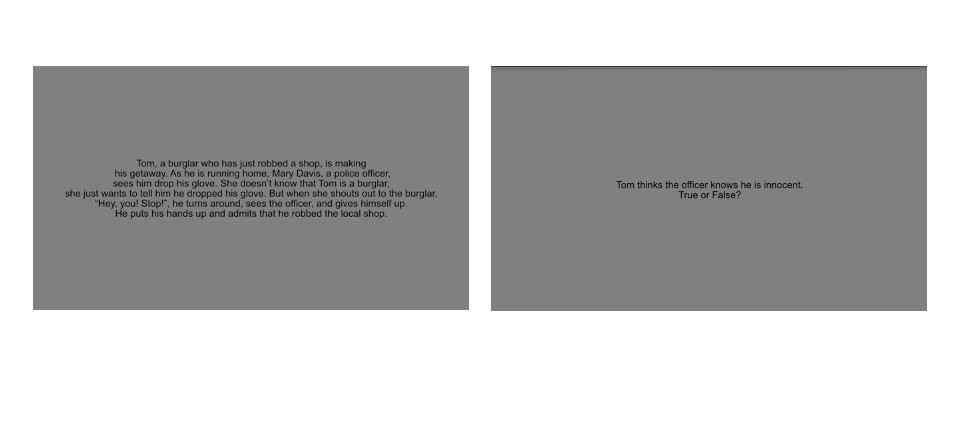 Tom, a burglar who has just robbed a shop, is making
his getaway. As he is running home, Mary Davis, a police officer,
sees him drop his glove. She doesn't know that Tom is a burglar,
she just wants to tell him he dropped his glove. But when she shouts out to the burglar,
“Hey, you! Stop!”, he turns around, sees the officer, and gives himself up.
He puts his hands up and admits that he robbed the local shop.
Tom thinks the officer knows he is innocent.
True or False?